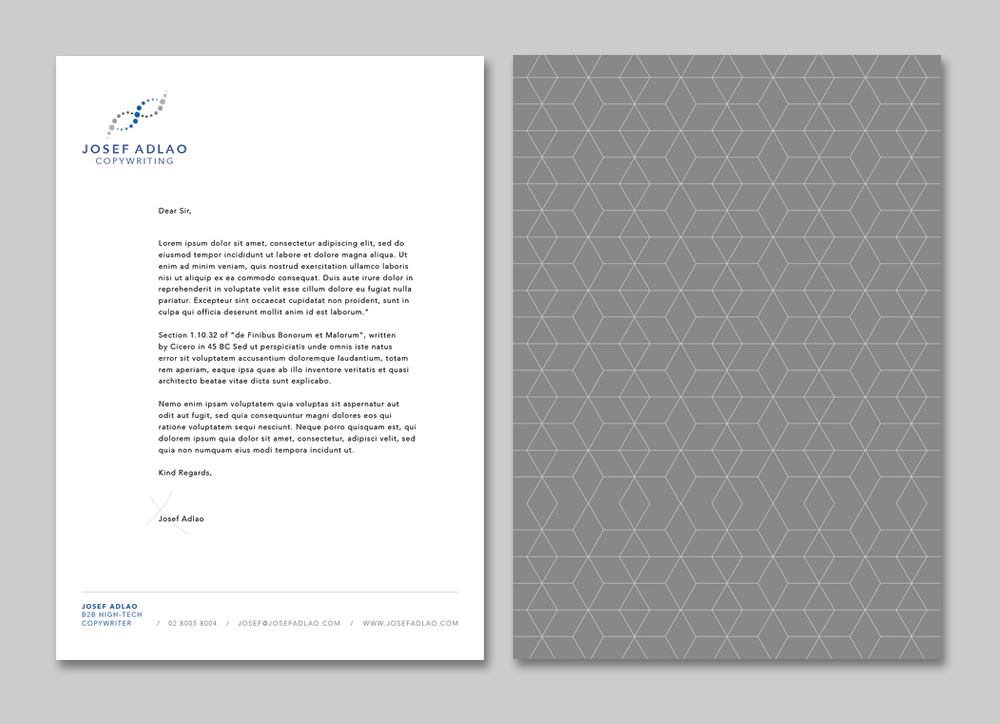 JOSEF ADLAO
COPYWRITING
Dear Sir,
Lorem ipsum dolor sit amet, consectetur adipiscing elit, sed do
eiusmod tempor incididunt ut labore et dolore magna aliqua. Ut
enim ad minim veniam, quis nostrud exercitation ullamco laboris
nisi ut aliquip ex ea commodo consequat. Duis aute irure dolor in
reprehenderit in voluptate velit esse cillum dolore eu fugiat nulla
pariatur. Excepteur sint occaecat cupidatat non proident, sunt in
culpa qui officia deserunt mollit anim id est laborum."
Section 1.10.32 of "de Finibus Bonorum et Malorum", written
by Cicero in 45 BC Sed ut perspiciatis unde omnis iste natus
error sit voluptatem accusantium doloremque laudantium, totam
rem aperiam, eaque ipsa quae ab illo inventore veritatis et quasi
architecto beatae vitae dicta sunt explicabo.
Nemo enim ipsam voluptatem quia voluptas sit aspernatur aut
odit aut fugit, sed quia consequuntur magni dolores eos qui
ratione voluptatem sequi nesciunt. Neque porro quisquam est, qui
dolorem ipsum quia dolor sit amet, consectetur, adipisci velit, sed
quia non numquam eius modi tempora incidunt ut.
Kind Regards,
Josef Adlao
JOSEF ADLAO
B2B HIGH-TECH
COPYWRITER / 02 8005 8004 / JOSEF@JOSEFADLAO.COM / WWW.JOSEFADLAO.COM